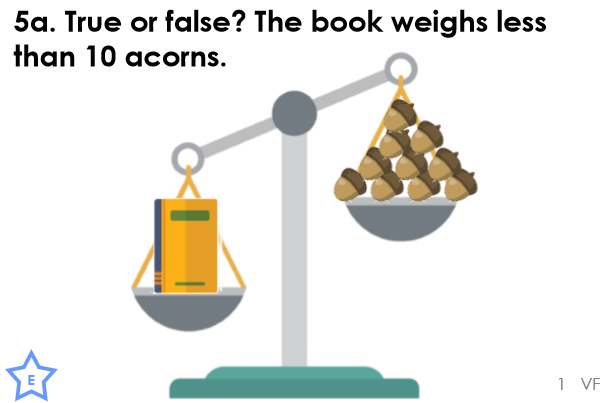 5a. True or false? The book weighs less
than 10 acorns.
E
1 VF